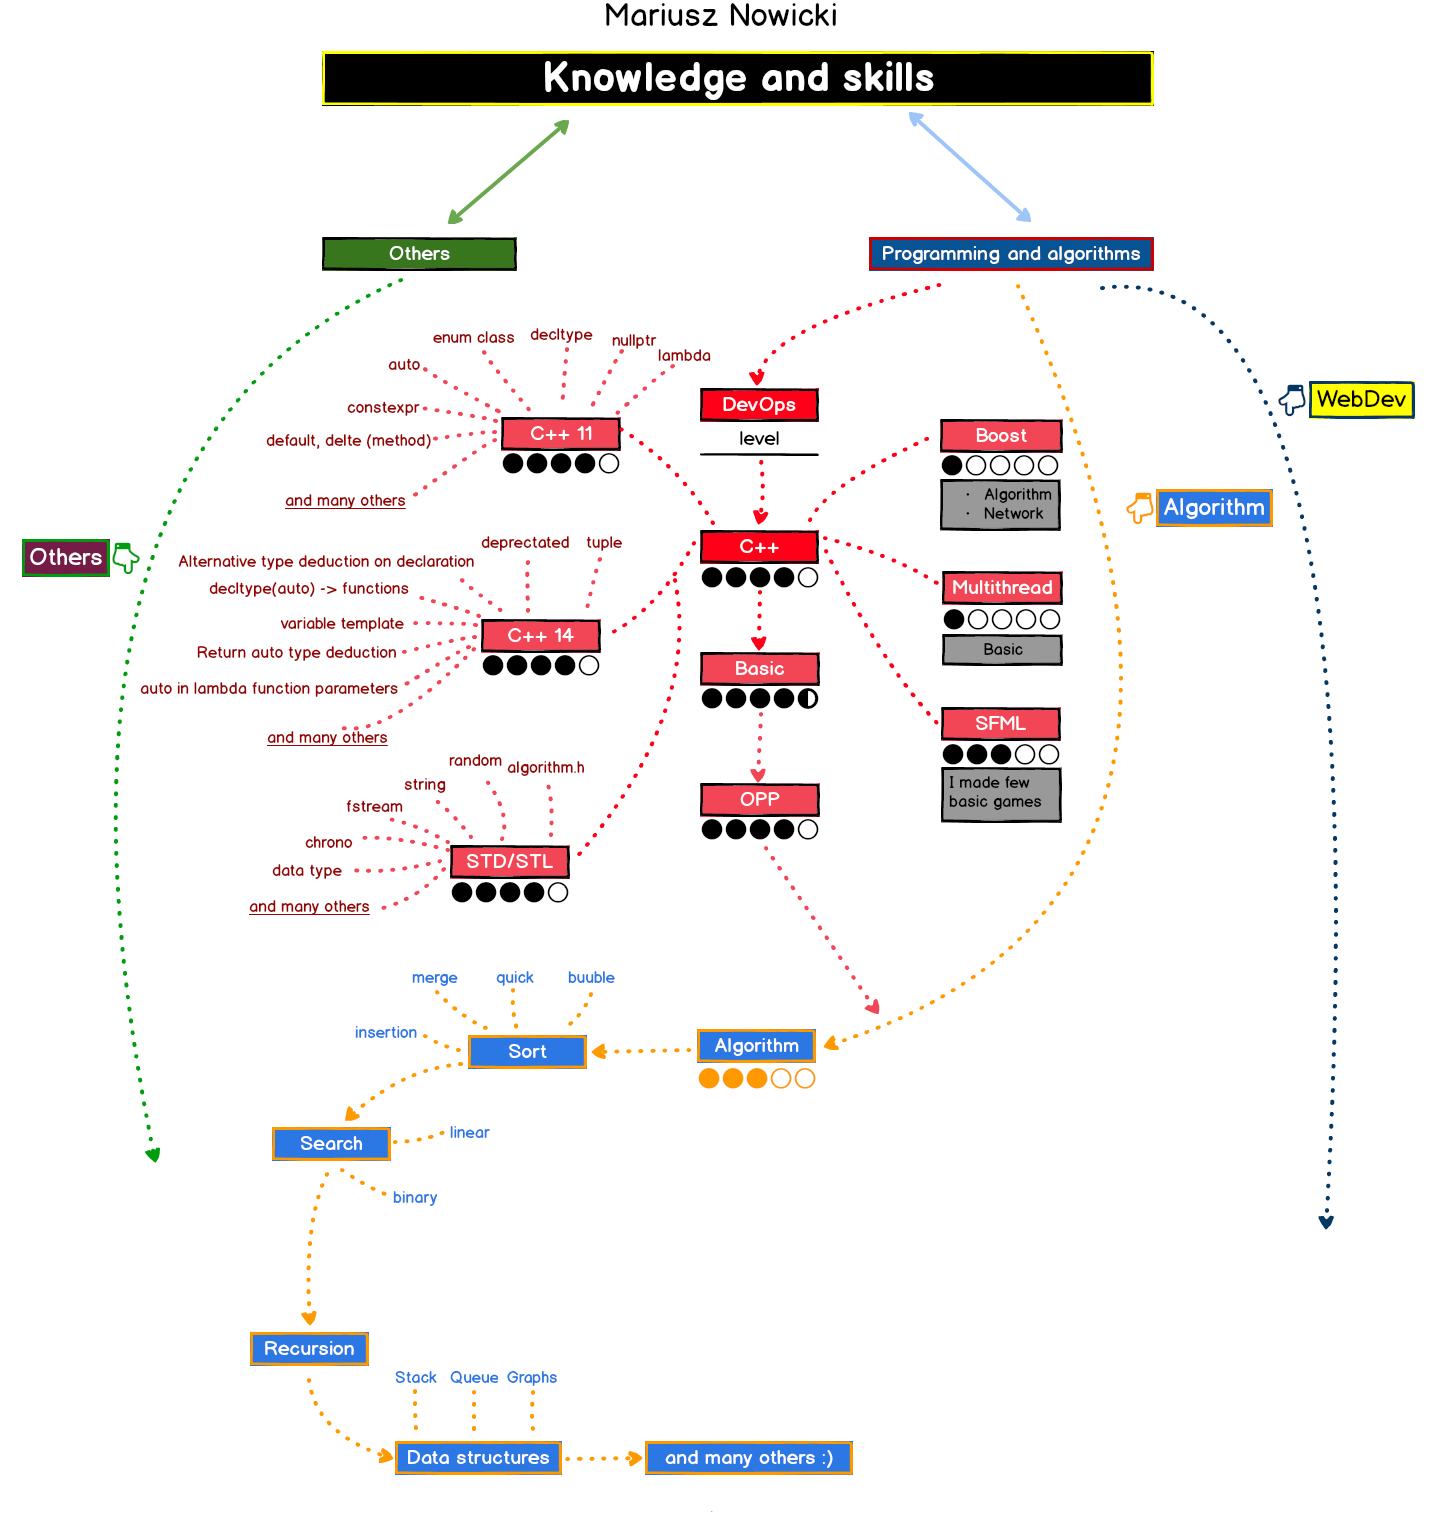 Mariusz Nowicki
Knowledge and skills
Others
Programming and algorithms
enum class
decltype
nullptr
lambda
auto
constexpr
default, delte (method)
and many others
C++ 11
DevOps
level
WebDev
Boost
· Algorithm
· Network
Algorithm
Others
C++
deprectated
tuple
Alternative type deduction on declaration
decltype(auto) -> functions
variable template
Return auto type deduction
auto in lambda function parameters
and many others
C++ 14
Multithread
Basic
Basic
SFML
I made few
basic games
OPP
random
algorithm.h
string
fstream
chrono
data type
and many others
STD/STL
merge
quick
buuble
insertion
Sort
Algorithm
Search
linear
binary
Recursion
Stack
Queue
Graphs
Data structures
and many others :)